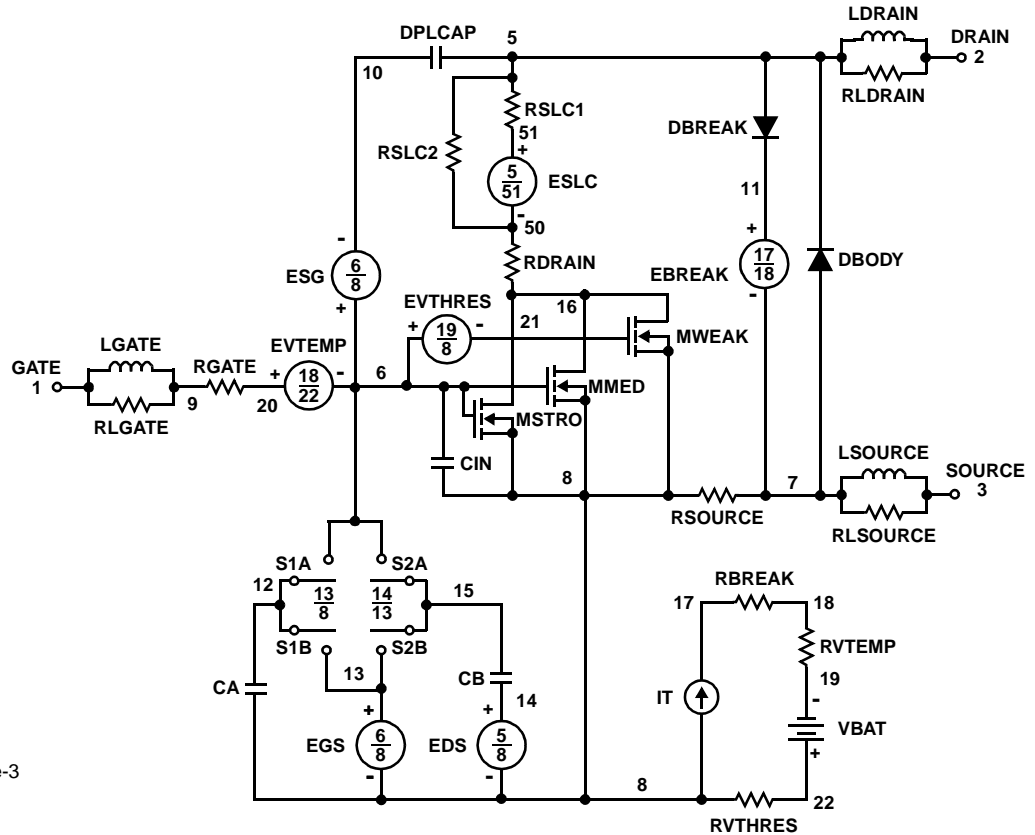 LDRAIN
DPLCAP 5 DRAIN
2
10
RLDRAIN
RSLC1
51
DBREAK
RSLC2
+
5
51
ESLC
11
-
50
- +
RDRAIN
6
8
ESG
EBREAK
17
18
DBODY
+ -
EVTHRES
16
+ 19
8
- 21
MWEAK
LGATE
EVTEMP
GATE
1
RGATE
+ 18
22
- 6
MMED
9 20
RLGATE
MSTRO
CIN
LSOURCE
8 7 SOURCE
3
RSOURCE
RLSOURCE
S1A S2A
12 13
8
14
13
15
RBREAK
17 18
S1B S2B
RVTEMP
13
CB
19
CA
14
IT
-
+ +
EGS 6
8
EDS 5
8
VBAT
+
- -
e-3
8 22
RVTHRES